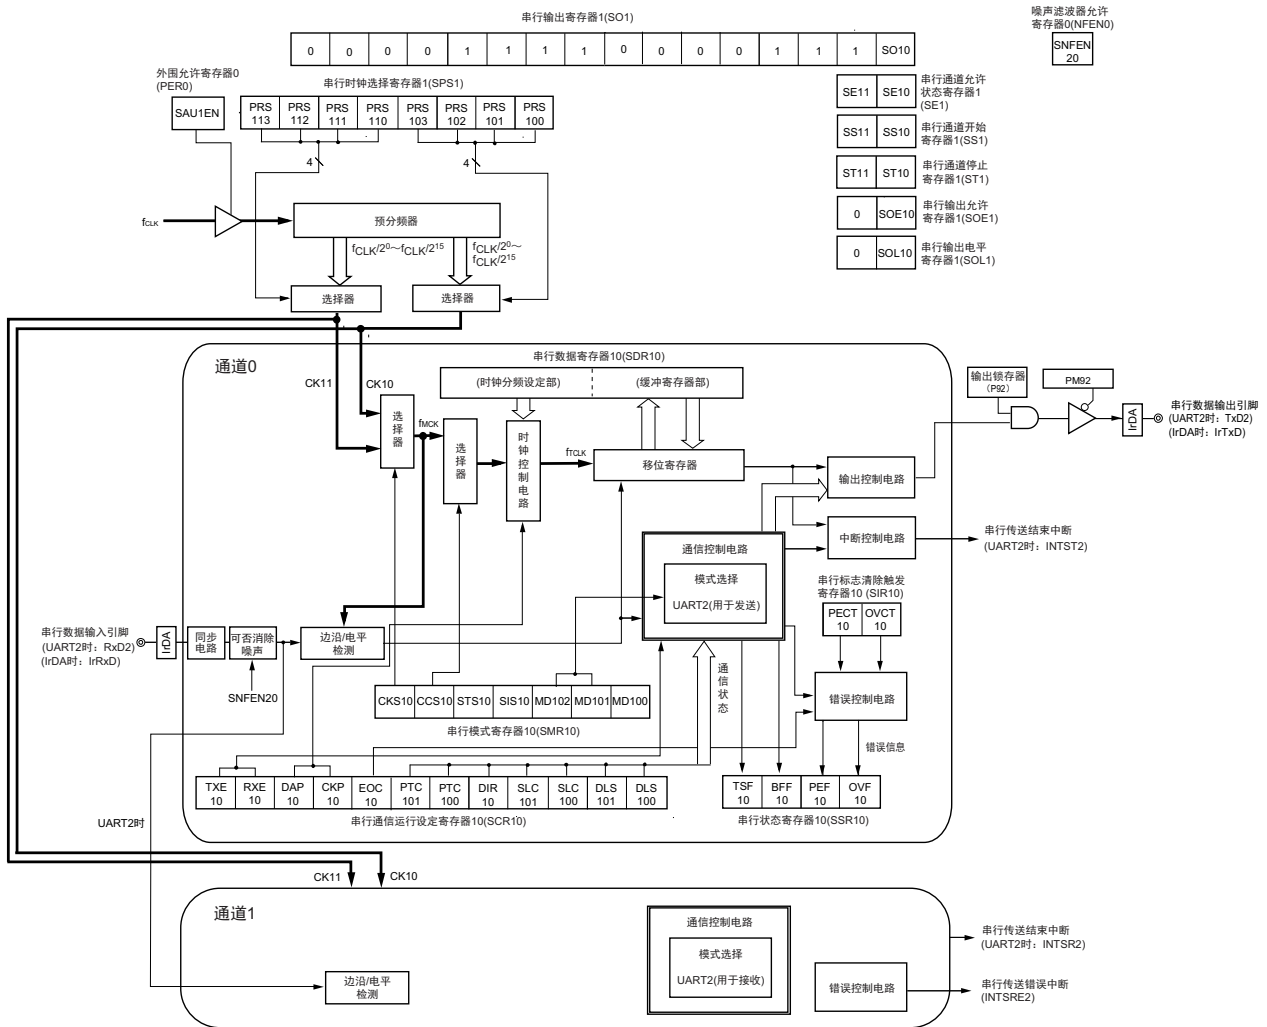 串行输出寄存器1(SO1)
0 0 0 0 1 1 1 1 0 0 0 0 1 1 1 SO10
噪声滤波器允许
寄存器0(NFEN0)
SNFEN
20
外围允许寄存器0
(PER0)
SAU1EN
串行时钟选择寄存器1(SPS1)
PRS
113
PRS
112
PRS
111
PRS
110
PRS
103
PRS
102
PRS
101
PRS
100
SE11 SE10
串行通道允许
状态寄存器1
(SE1)
SS11 SS10
串行通道开始
寄存器1(SS1)
ST11 ST10
串行通道停止
寄存器1(ST1)
0 SOE10
串行输出允许
寄存器1(SOE1)
0 SOL10
串行输出电平
寄存器1(SOL1)
4
4
fCLK
预分频器
fCLK/2⁰～fCLK/2¹⁵
fCLK/2⁰～
fCLK/2¹⁵
选择器
选择器
通道0
CK11
CK10
串行数据寄存器10(SDR10)
(时钟分频设定部)
(缓冲寄存器部)
选择器
fMCK
选择器
时钟控制电路
fTCLK
移位寄存器
输出锁存器
(P92)
PM92
IrDA
串行数据输出引脚
(UART2时：TxD2)
(IrDA时：IrTxD)
输出控制电路
中断控制电路
串行传送结束中断
(UART2时：INTST2)
通信控制电路
模式选择
UART2(用于发送)
串行标志清除触发
寄存器10 (SIR10)
PECT
10
OVCT
10
串行数据输入引脚
(UART2时：RxD2)
(IrDA时：IrRxD)
IrDA
同步
电路
可否消除
噪声
SNFEN20
边沿/电平
检测
通信状态
错误控制电路
错误信息
CKS10 CCS10 STS10 SIS10 MD102 MD101 MD100
串行模式寄存器10(SMR10)
TXE
10
RXE
10
DAP
10
CKP
10
EOC
10
PTC
101
PTC
100
DIR
10
SLC
101
SLC
100
DLS
101
DLS
100
串行通信运行设定寄存器10(SCR10)
TSF
10
BFF
10
PEF
10
OVF
10
串行状态寄存器10(SSR10)
UART2时
CK11
CK10
通道1
通信控制电路
模式选择
UART2(用于接收)
边沿/电平
检测
错误控制电路
串行传送结束中断
(UART2时：INTSR2)
串行传送错误中断
(INTSRE2)